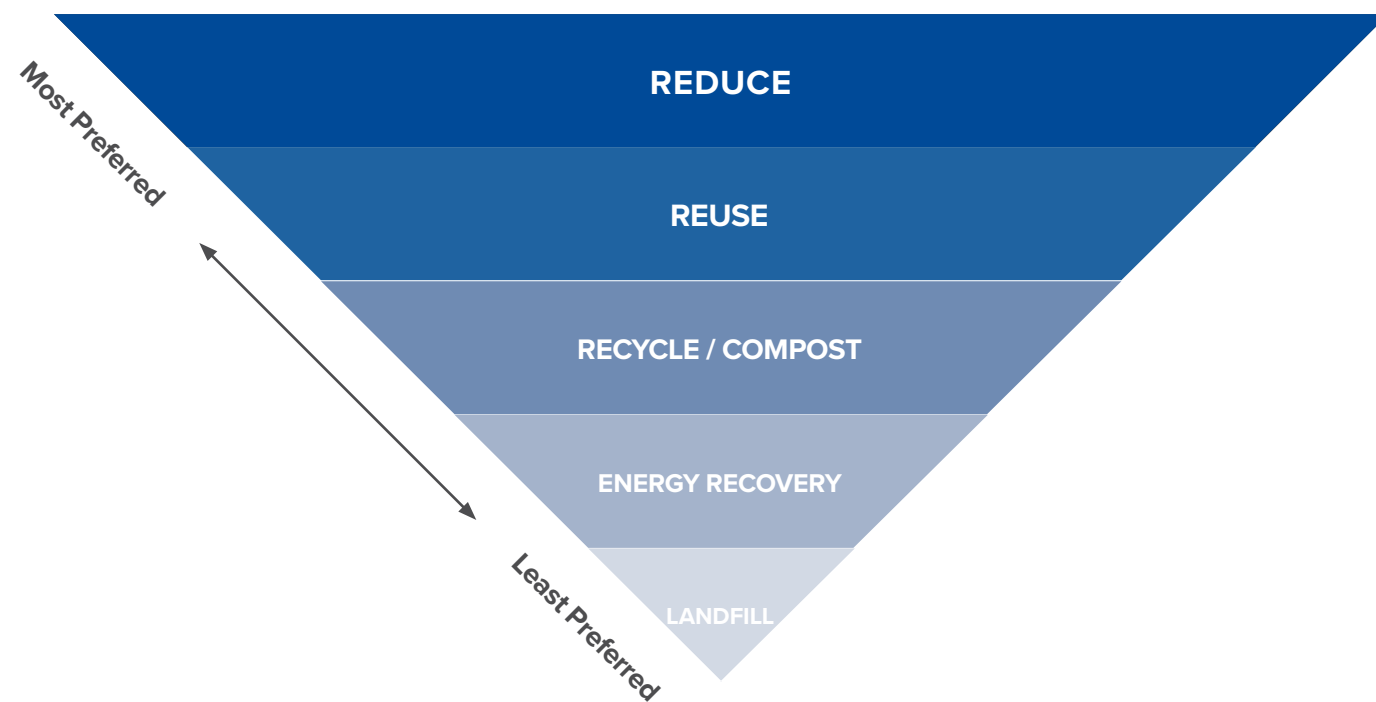 Most Preferred
REDUCE
REUSE
RECYCLE / COMPOST
ENERGY RECOVERY
LANDFILL
Least Preferred